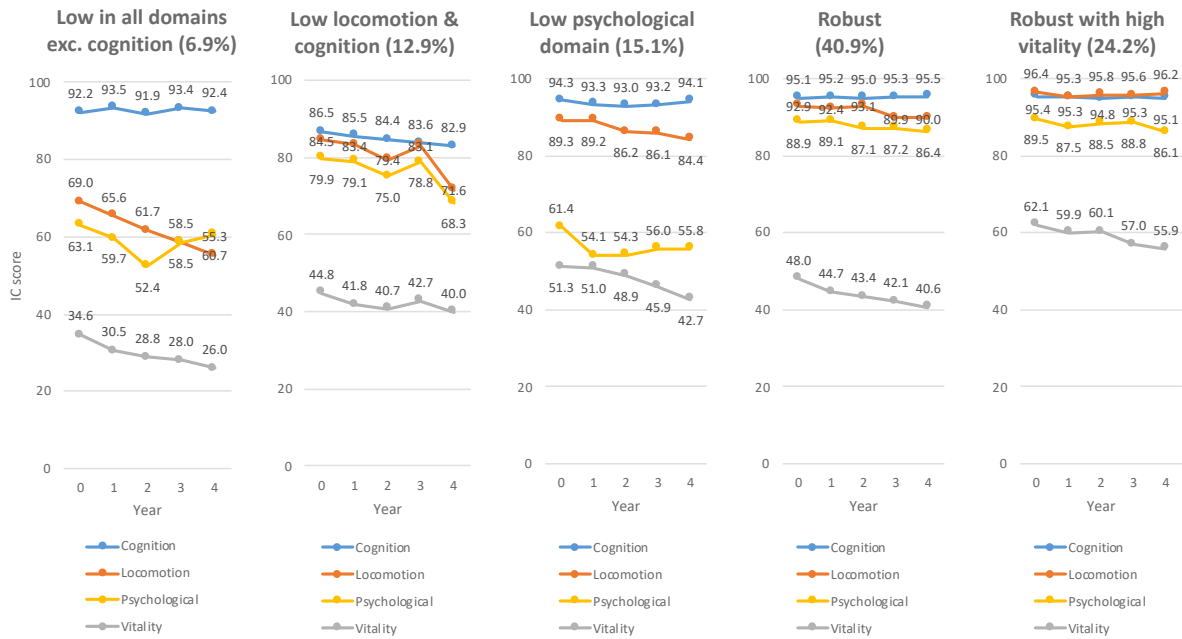 Low in all domains
exc. cognition (6.9%)
IC score
100
80
60
40
20
0
92.2 93.5 91.9 93.4 92.4
69.0 65.6 61.7 58.5 55.3
63.1 59.7 52.4 58.5 60.7
34.6 30.5 28.8 28.0 26.0
0 1 2 3 4
Year
Cognition
Locomotion
Psychological
Vitality
Low locomotion &
cognition (12.9%)
100
80
60
40
20
0
86.5 85.5 84.4 83.6 82.9
84.5 83.4 79.4 83.1 71.6
79.9 79.1 75.0 78.8 68.3
44.8 41.8 40.7 42.7 40.0
0 1 2 3 4
Year
Cognition
Locomotion
Psychological
Vitality
Low psychological
domain (15.1%)
100
80
60
40
20
0
94.3 93.3 93.0 93.2 94.1
89.3 89.2 86.2 86.1 84.4
61.4 54.1 54.3 56.0 55.8
51.3 51.0 48.9 45.9 42.7
0 1 2 3 4
Year
Cognition
Locomotion
Psychological
Vitality
Robust
(40.9%)
100
80
60
40
20
0
95.1 95.2 95.0 95.3 95.5
92.9 92.4 93.1 89.9 90.0
88.9 89.1 87.1 87.2 86.4
48.0 44.7 43.4 42.1 40.6
0 1 2 3 4
Year
Cognition
Locomotion
Psychological
Vitality
Robust with high
vitality (24.2%)
100
80
60
40
20
0
96.4 95.3 95.8 95.6 96.2
95.4 95.3 94.8 95.3 95.1
89.5 87.5 88.5 88.8 86.1
62.1 59.9 60.1 57.0 55.9
0 1 2 3 4
Year
Cognition
Locomotion
Psychological
Vitality